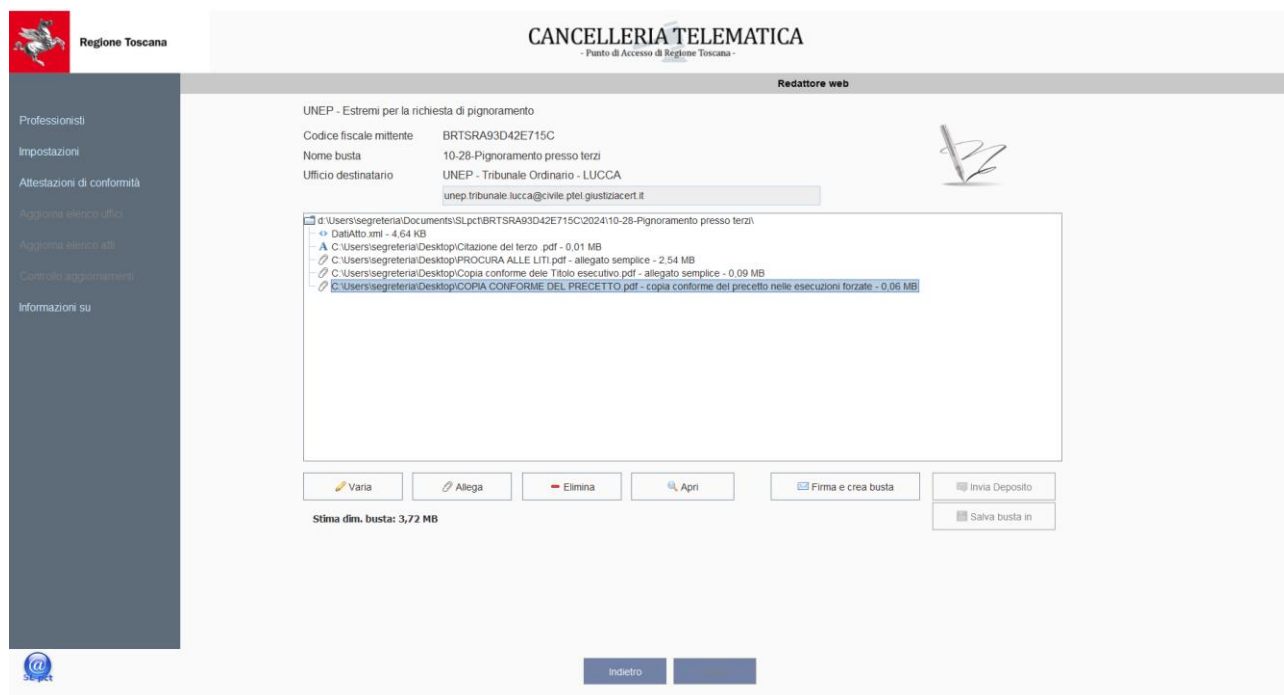 Regione Toscana
CANCELLERIA TELEMATICA
- Punto di Accesso di Regione Toscana -
Redattore web
Professionisti
Impostazioni
Attestazioni di conformità
Aggiorna elenco uffici
Aggiorna elenco atti
Controllo aggiornamenti
Informazioni su
UNEP - Estremi per la richiesta di pignoramento
Codice fiscale mittente BRTSRA93D42E715C
Nome busta 10-28-Pignoramento presso terzi
Ufficio destinatario UNEP - Tribunale Ordinario - LUCCA
unep.tribunale.lucca@civile.ptel.giustiziacert.it
d:\Users\segreteria\Documents\SLpct\BRTSRA93D42E715C\2024\10-28-Pignoramento presso terzi\
DatiAtto.xml - 4,64 KB
A C:\Users\segreteria\Desktop\Citazione del terzo .pdf - 0,01 MB
C:\Users\segreteria\Desktop\PROCURA ALLE LITI.pdf - allegato semplice - 2,54 MB
C:\Users\segreteria\Desktop\Copia conforme dele Titolo esecutivo.pdf - allegato semplice - 0,09 MB
C:\Users\segreteria\Desktop\COPIA CONFORME DEL PRECETTO.pdf - copia conforme del precetto nelle esecuzioni forzate - 0,06 MB
Varia Allega Elimina Apri Firma e crea busta Invia Deposito
Stima dim. busta: 3,72 MB Salva busta in
SL pct
Indietro